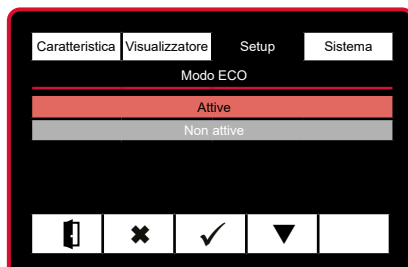 Caratteristica Visualizzatore Setup Sistema
Modo ECO
Attive
Non attive